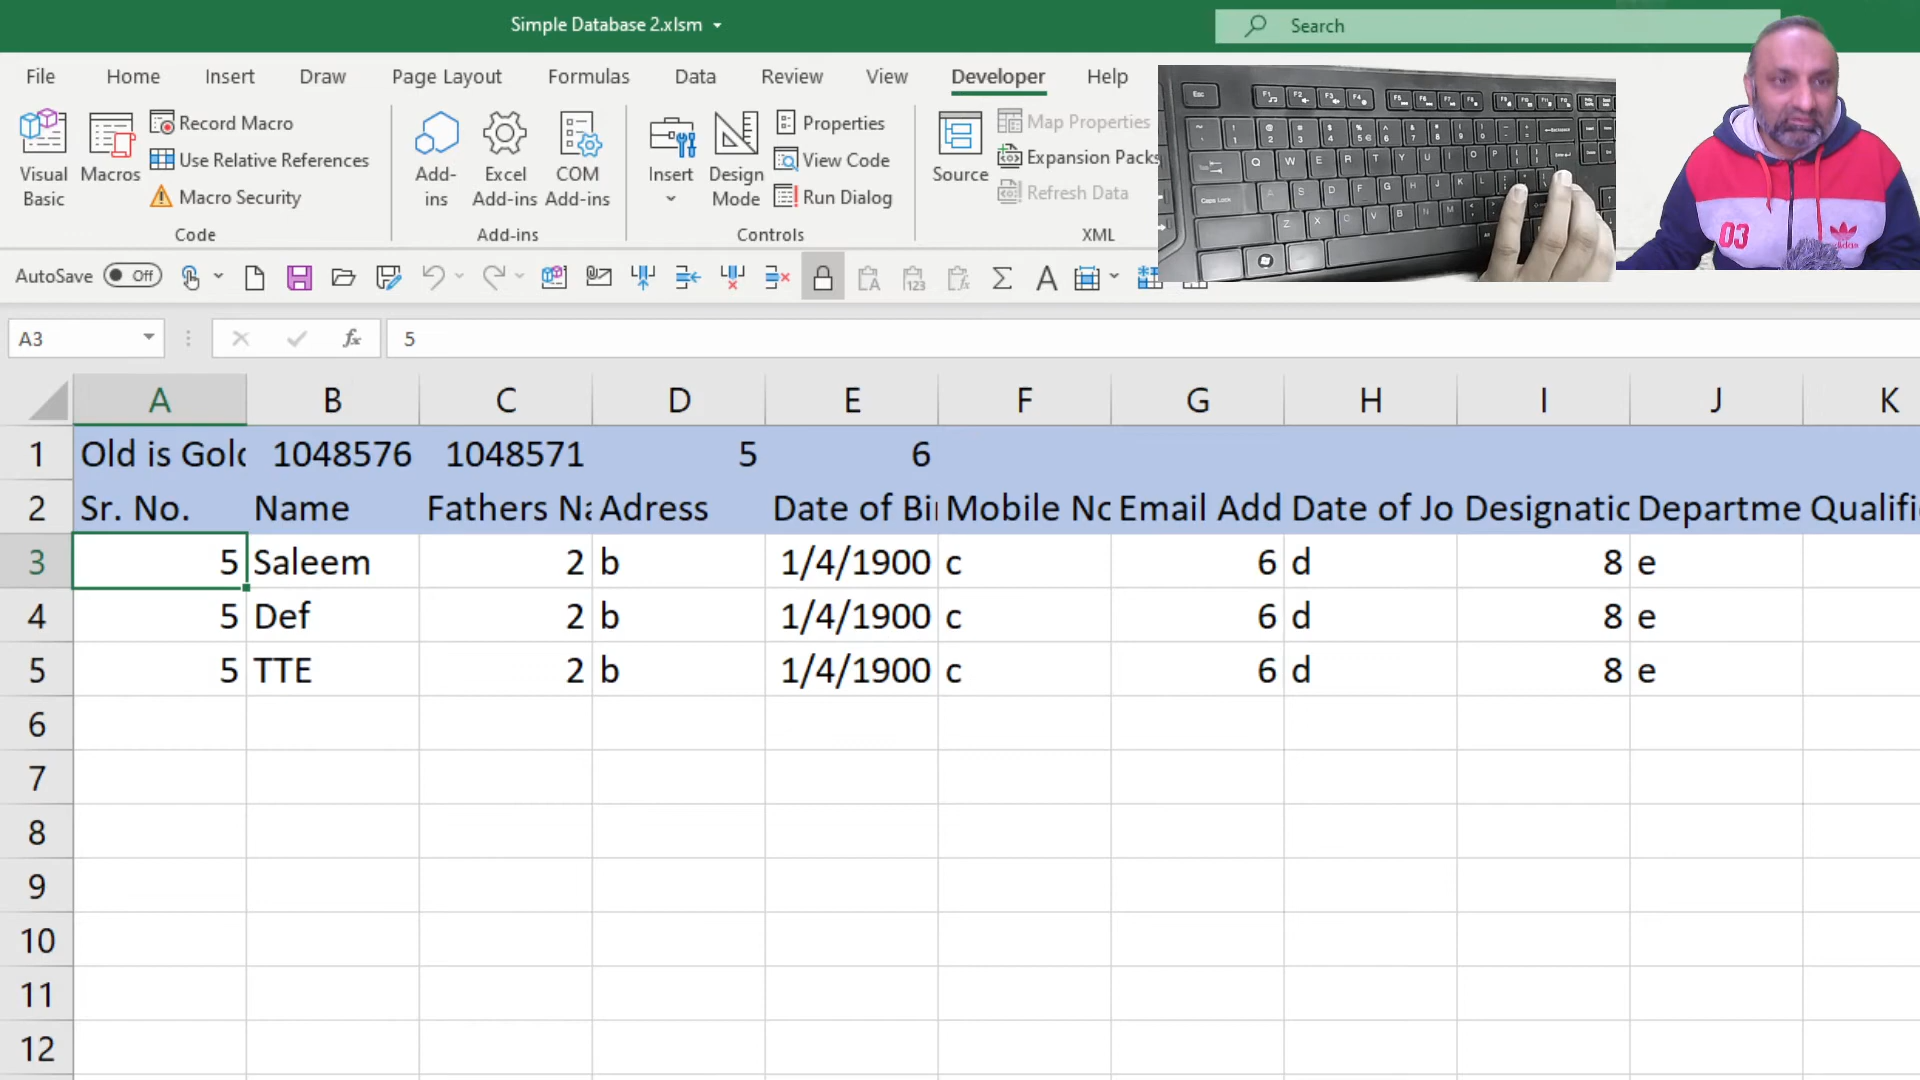 Simple Database 2.xlsm
Search
File Home Insert Draw Page Layout Formulas Data Review View Developer Help
Visual Basic
Macros
Record Macro
Use Relative References
Macro Security
Code
Add-ins
Excel Add-ins
COM Add-ins
Add-ins
Insert
Design Mode
Properties
View Code
Run Dialog
Controls
Source
Map Properties
Expansion Packs
Refresh Data
XML
03
adidas
AutoSave Off
A3 fx 5
A B C D E F G H I J K
1 Old is Gol 1048576 1048571 5 6
2 Sr. No. Name Fathers Na Adress Date of Bi Mobile No Email Add Date of Jo Designatic Departme Qualifi
3 5 Saleem 2 b 1/4/1900 c 6 d 8 e
4 5 Def 2 b 1/4/1900 c 6 d 8 e
5 5 TTE 2 b 1/4/1900 c 6 d 8 e
6
7
8
9
10
11
12